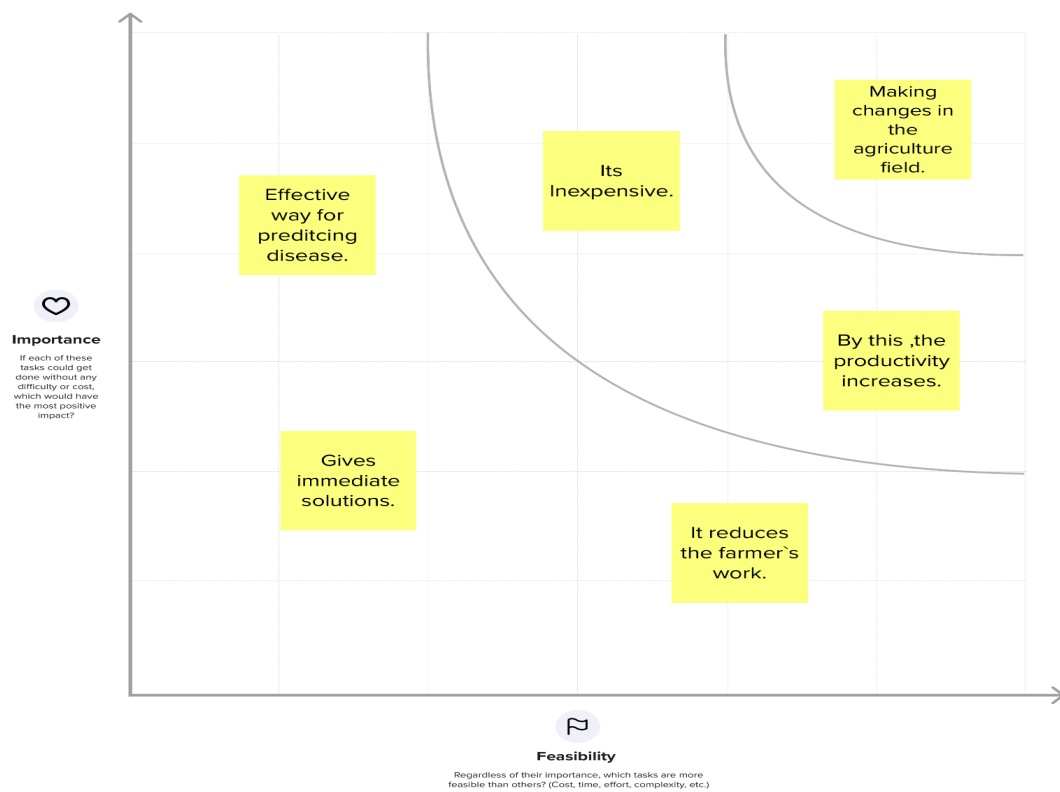 Making
changes in
the
agriculture
field.
Its
Inexpensive.
Effective
way for
preditcing
disease.
Importance
If each of these
tasks could get
done without any
difficulty or cost,
which would have
the most positive
impact?
By this ,the
productivity
increases.
Gives
immediate
solutions.
It reduces
the farmer`s
work.
Feasibility
Regardless of their importance, which tasks are more
feasible than others? (Cost, time, effort, complexity, etc.)